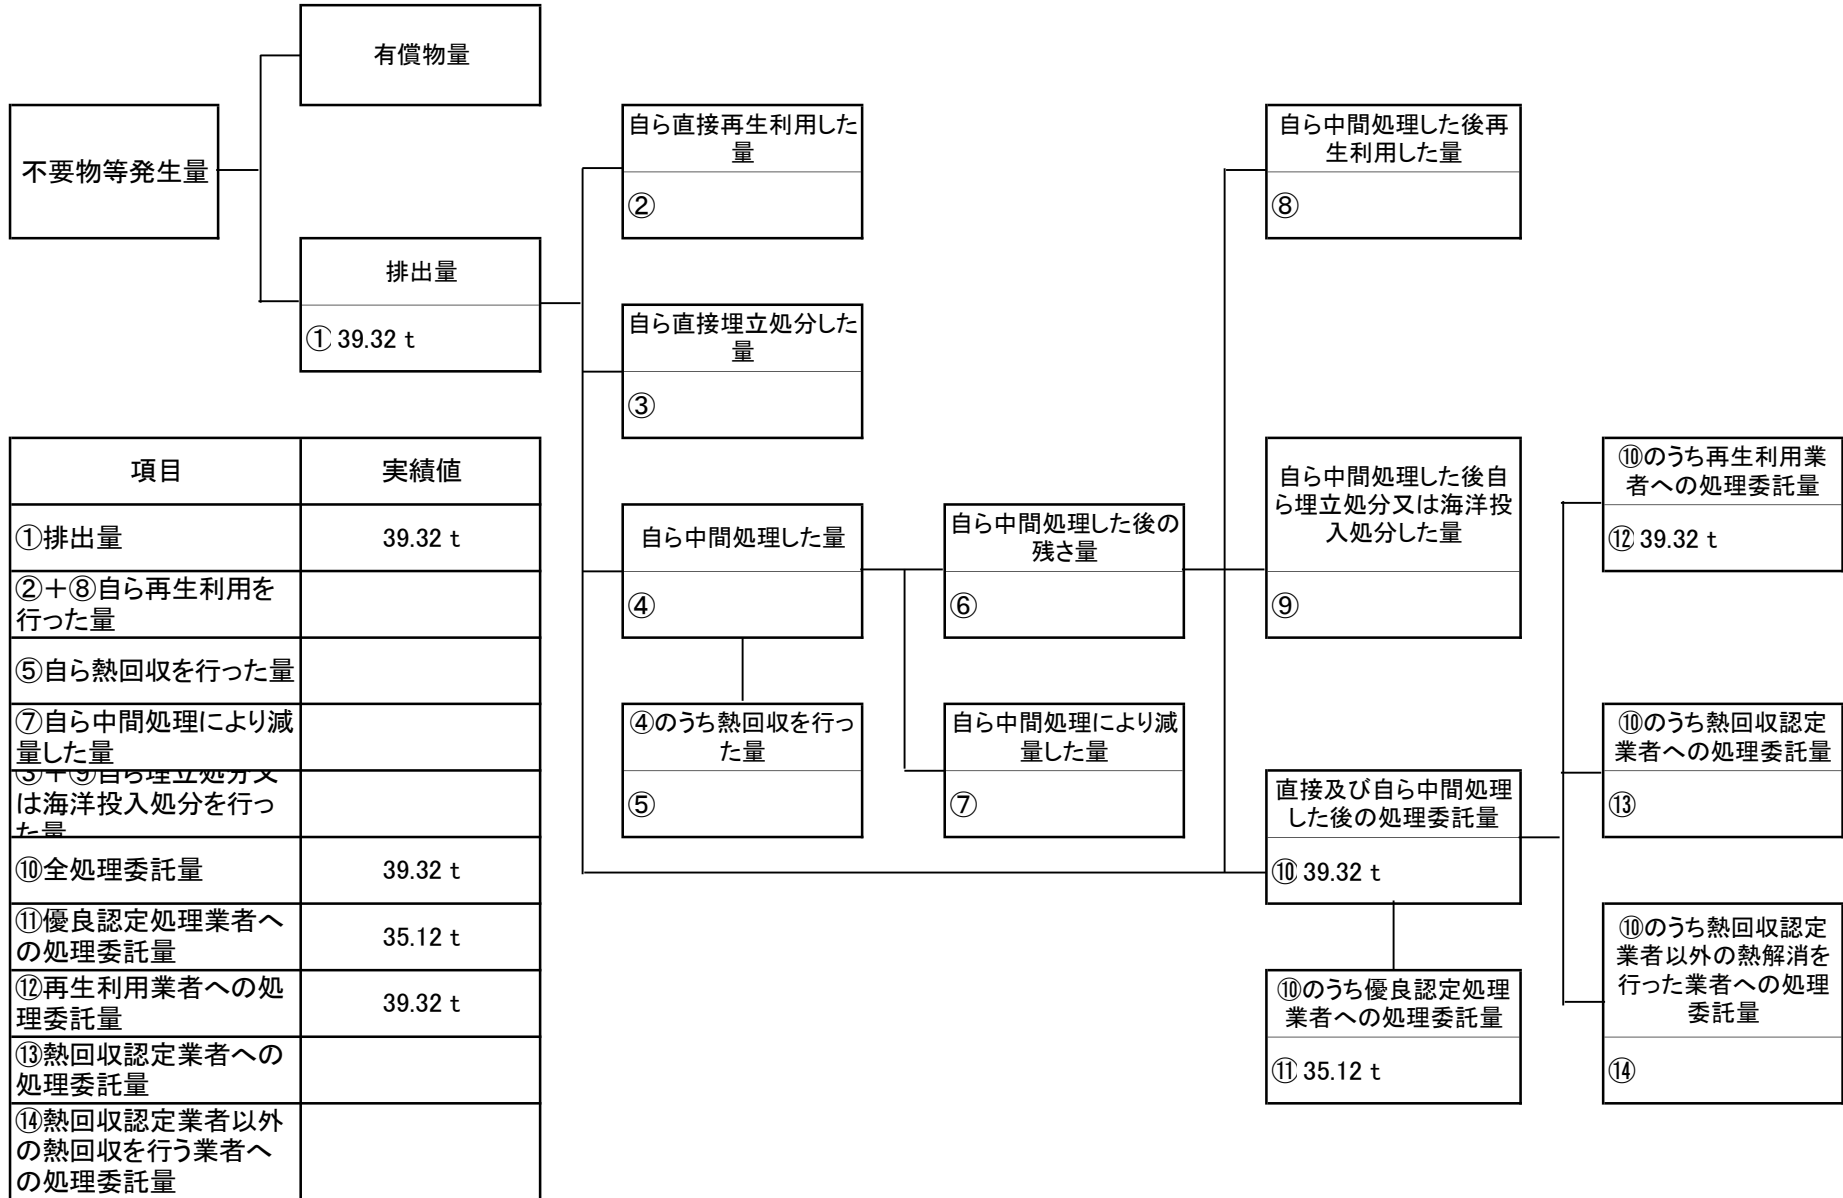 有償物量
不要物等発生量
排出量
① 39.32 t
自ら直接再生利用した
量
②
自ら直接埋立処分した
量
③
自ら中間処理した量
④
④のうち熱回収を行っ
た量
⑤
自ら中間処理した後の
残さ量
⑥
自ら中間処理により減
量した量
⑦
自ら中間処理した後再
生利用した量
⑧
自ら中間処理した後自
ら埋立処分又は海洋投
入処分した量
⑨
直接及び自ら中間処理
した後の処理委託量
⑩ 39.32 t
⑩のうち優良認定処理
業者への処理委託量
⑪ 35.12 t
⑩のうち再生利用業
者への処理委託量
⑫ 39.32 t
⑩のうち熱回収認定
業者への処理委託量
⑬
⑩のうち熱回収認定
業者以外の熱解消を
行った業者への処理
委託量
⑭
項目 実績値
①排出量 39.32 t
②＋⑧自ら再生利用を
行った量
⑤自ら熱回収を行った量
⑦自ら中間処理により減
量した量
③＋⑨自ら埋立処分又
は海洋投入処分を行っ
た量
⑩全処理委託量 39.32 t
⑪優良認定処理業者へ
の処理委託量 35.12 t
⑫再生利用業者への処
理委託量 39.32 t
⑬熱回収認定業者への
処理委託量
⑭熱回収認定業者以外
の熱回収を行う業者へ
の処理委託量